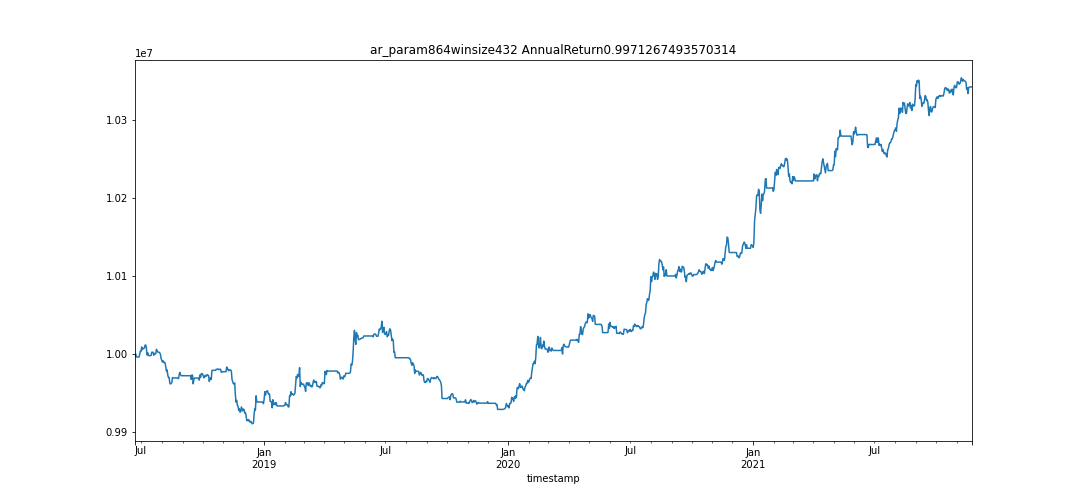 ar_param864winsize432 AnnualReturn0.9971267493570314
1e7
1.03
1.02
1.01
1.00
0.99
Jul
Jan
2019
Jul
Jan
2020
Jul
Jan
2021
Jul
timestamp